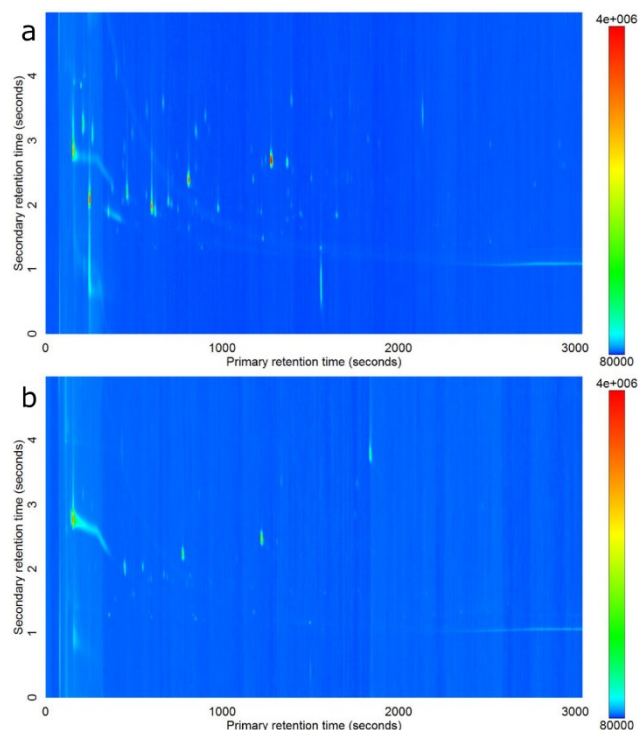 a
4e+006
4
3
2
1
0
Secondary retention time (seconds)
0
1000
2000
3000
Primary retention time (seconds)
80000
b
4e+006
4
3
2
1
0
Secondary retention time (seconds)
0
1000
2000
3000
Primary retention time (seconds)
80000